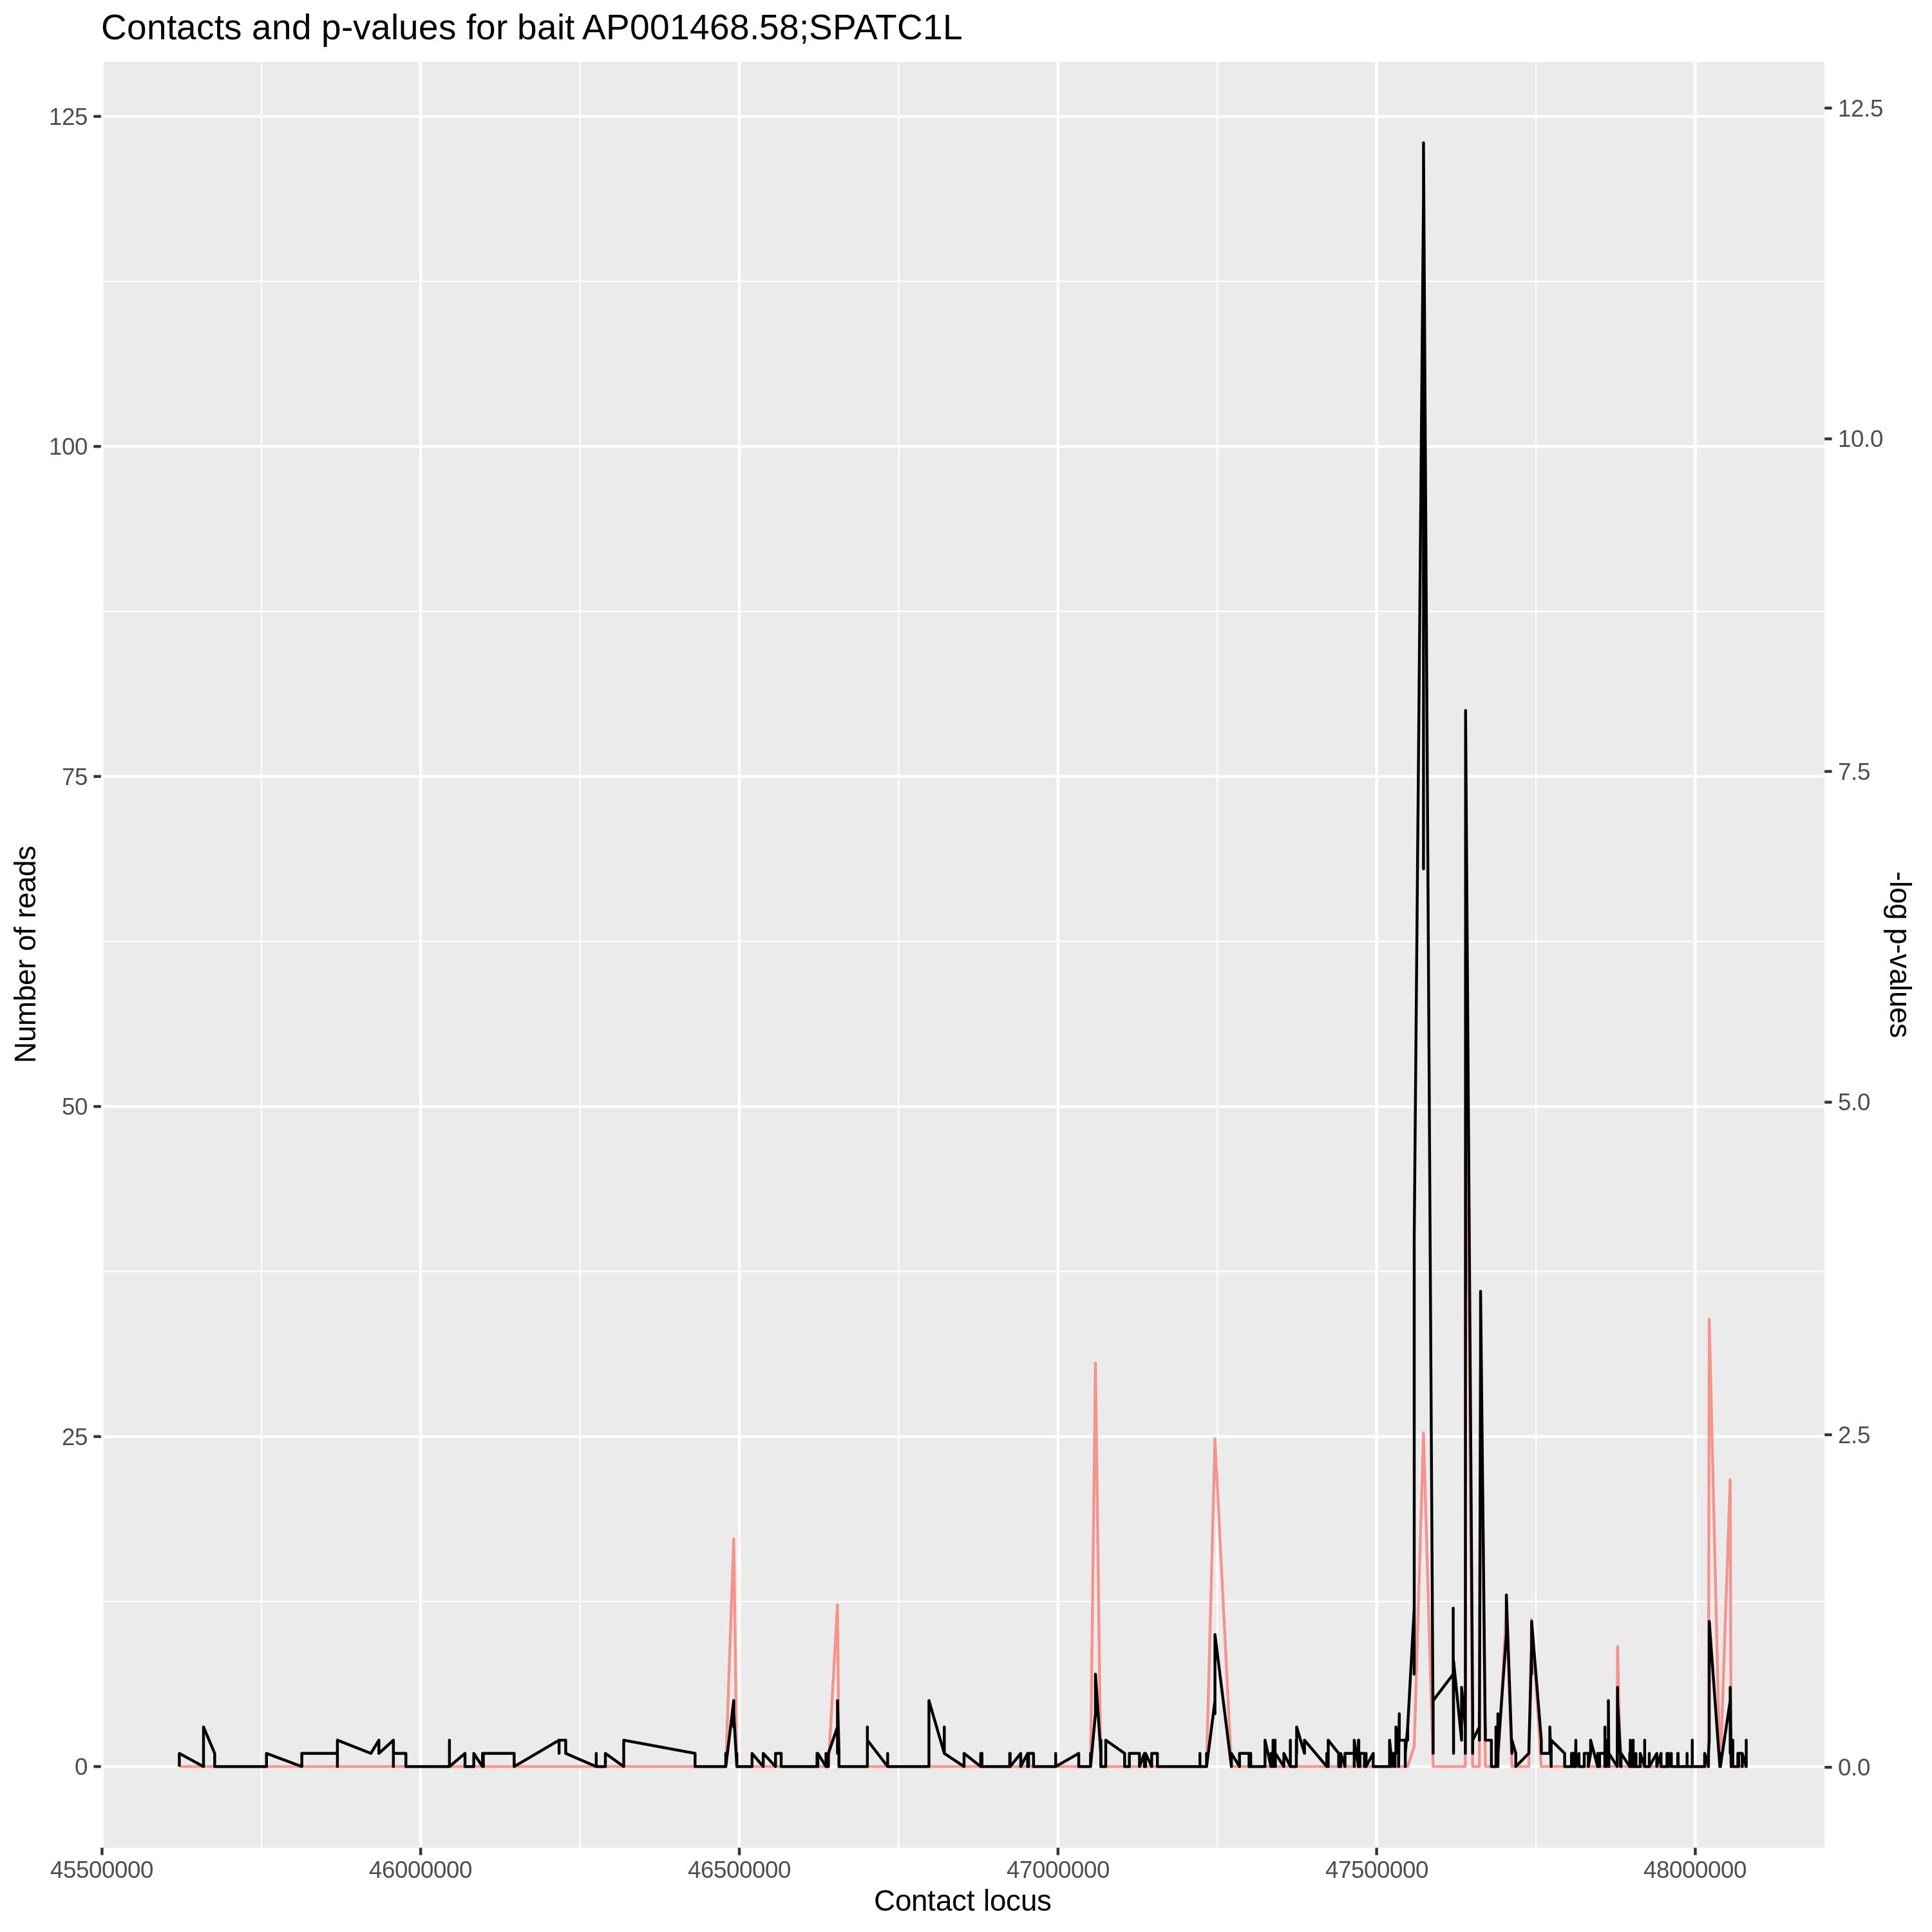 Contacts and p-values for bait AP001468.58;SPATC1L
125
100
75
50
25
0
Number of reads
12.5
10.0
7.5
5.0
2.5
0.0
-log p-values
45500000 46000000 46500000 47000000 47500000 48000000
Contact locus